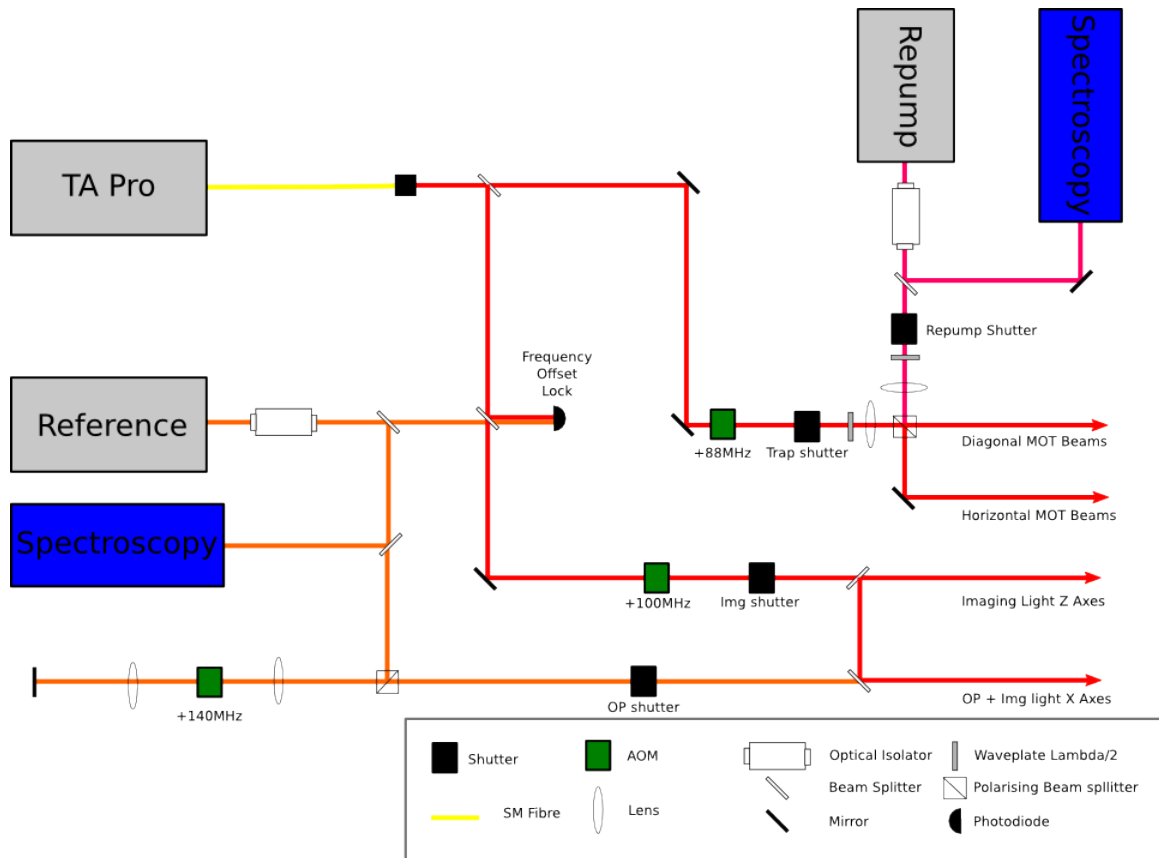 Repump
Spectroscopy
TA Pro
Repump Shutter
Frequency
Offset
Lock
Reference
+88MHz
Trap shutter
Diagonal MOT Beams
Horizontal MOT Beams
Spectroscopy
+100MHz
Img shutter
Imaging Light Z Axes
+140MHz
OP shutter
OP + Img light X Axes
Shutter
AOM
Optical Isolator
Waveplate Lambda/2
Beam Splitter
Polarising Beam spllitter
SM Fibre
Lens
Mirror
Photodiode